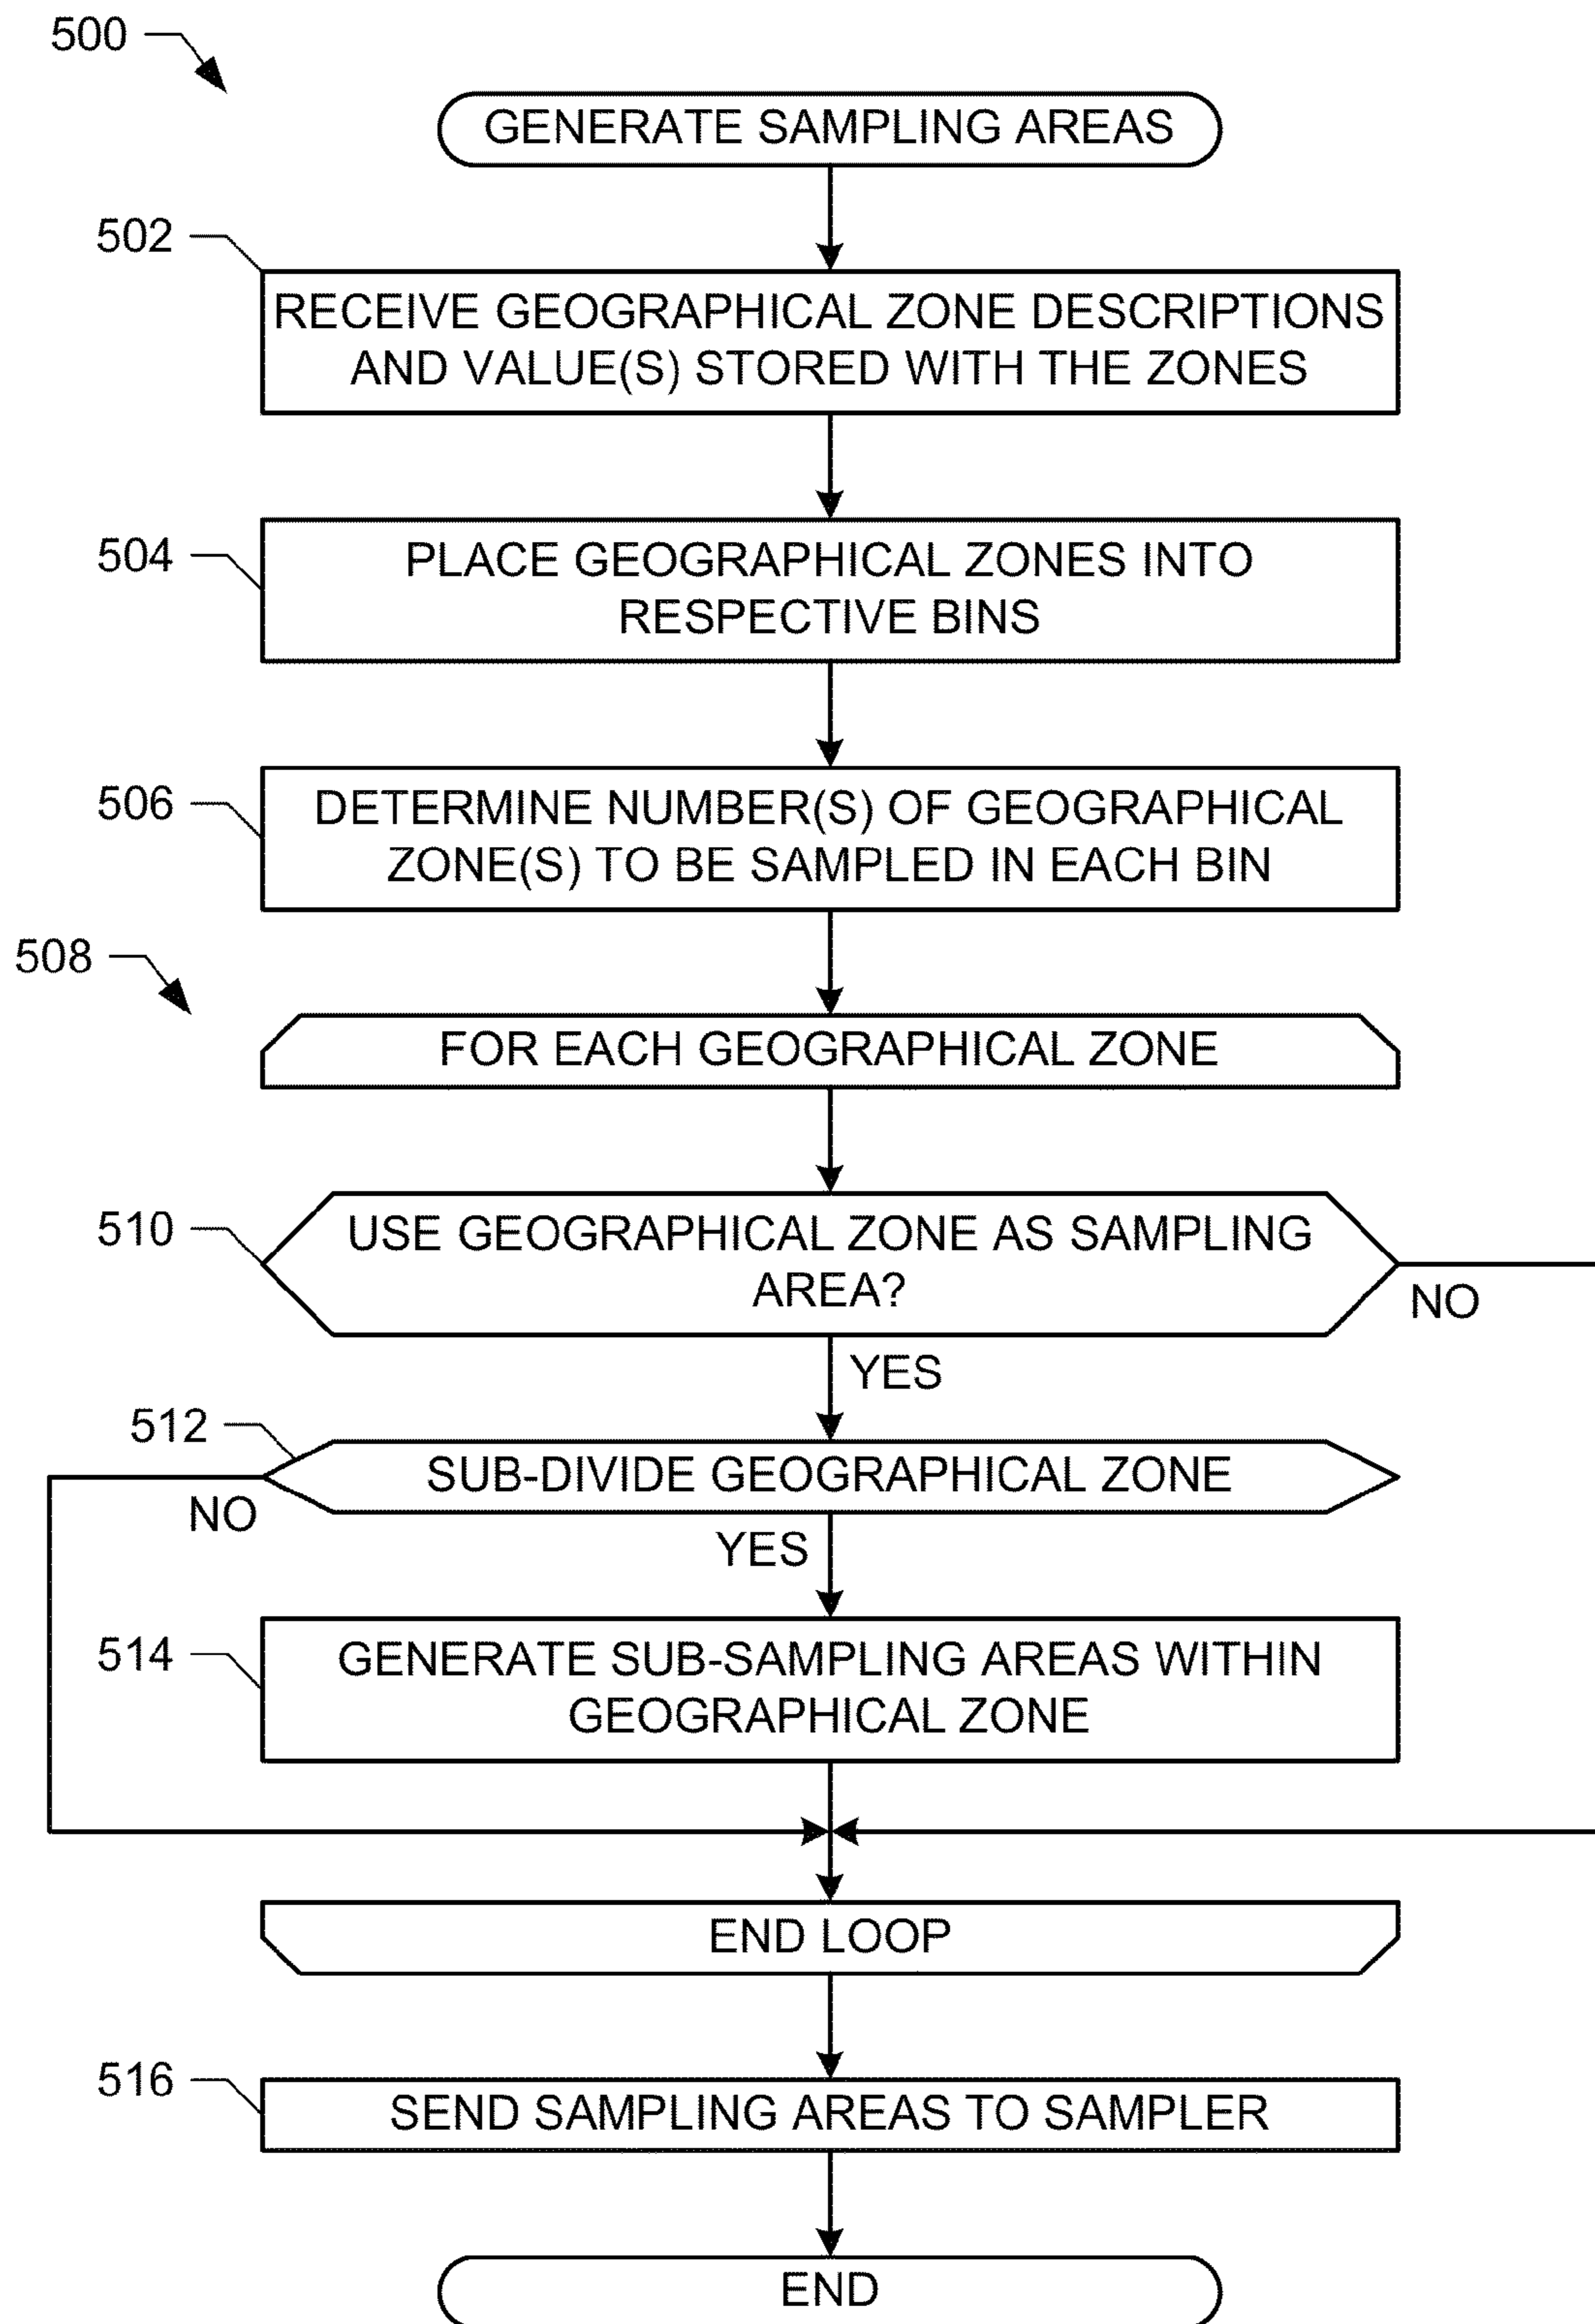 500
GENERATE SAMPLING AREAS
502
RECEIVE GEOGRAPHICAL ZONE DESCRIPTIONS
AND VALUE(S) STORED WITH THE ZONES
504
PLACE GEOGRAPHICAL ZONES INTO
RESPECTIVE BINS
506
DETERMINE NUMBER(S) OF GEOGRAPHICAL
ZONE(S) TO BE SAMPLED IN EACH BIN
508
FOR EACH GEOGRAPHICAL ZONE
510
USE GEOGRAPHICAL ZONE AS SAMPLING
AREA?
NO
YES
512
SUB-DIVIDE GEOGRAPHICAL ZONE
NO
YES
514
GENERATE SUB-SAMPLING AREAS WITHIN
GEOGRAPHICAL ZONE
END LOOP
516
SEND SAMPLING AREAS TO SAMPLER
END